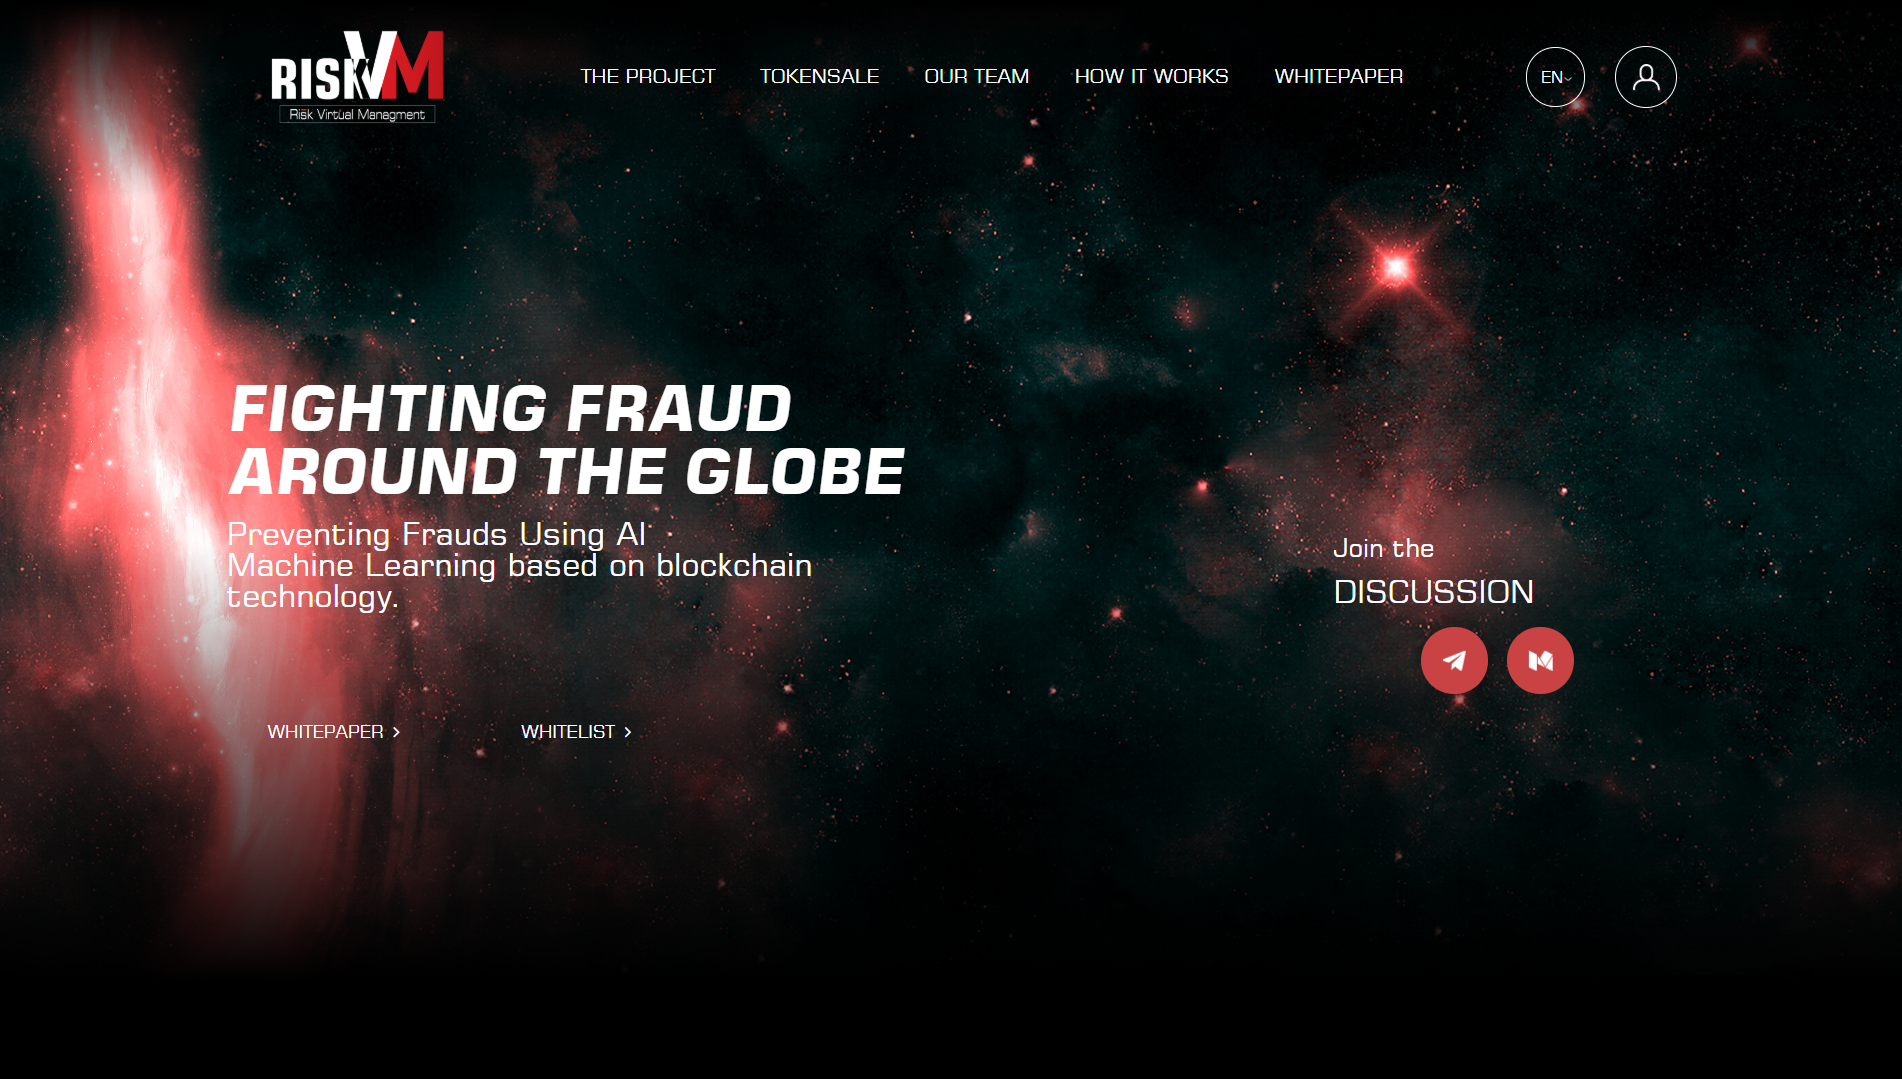 RISKVM
Risk Virtual Managment
THE PROJECT
TOKENSALE
OUR TEAM
HOW IT WORKS
WHITEPAPER
EN
FIGHTING FRAUD
AROUND THE GLOBE
Preventing Frauds Using AI
Machine Learning based on blockchain
technology.
Join the
DISCUSSION
WHITEPAPER
WHITELIST